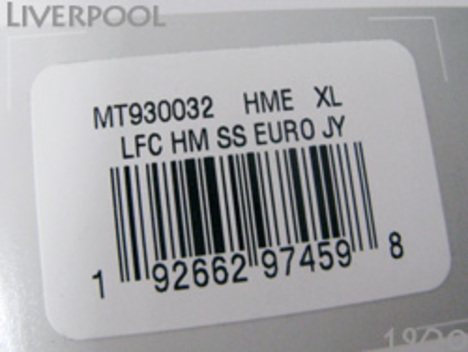 LIVERPOOL
MT930032 HME XL
LFC HM SS EURO JY
1 92662 97459 8